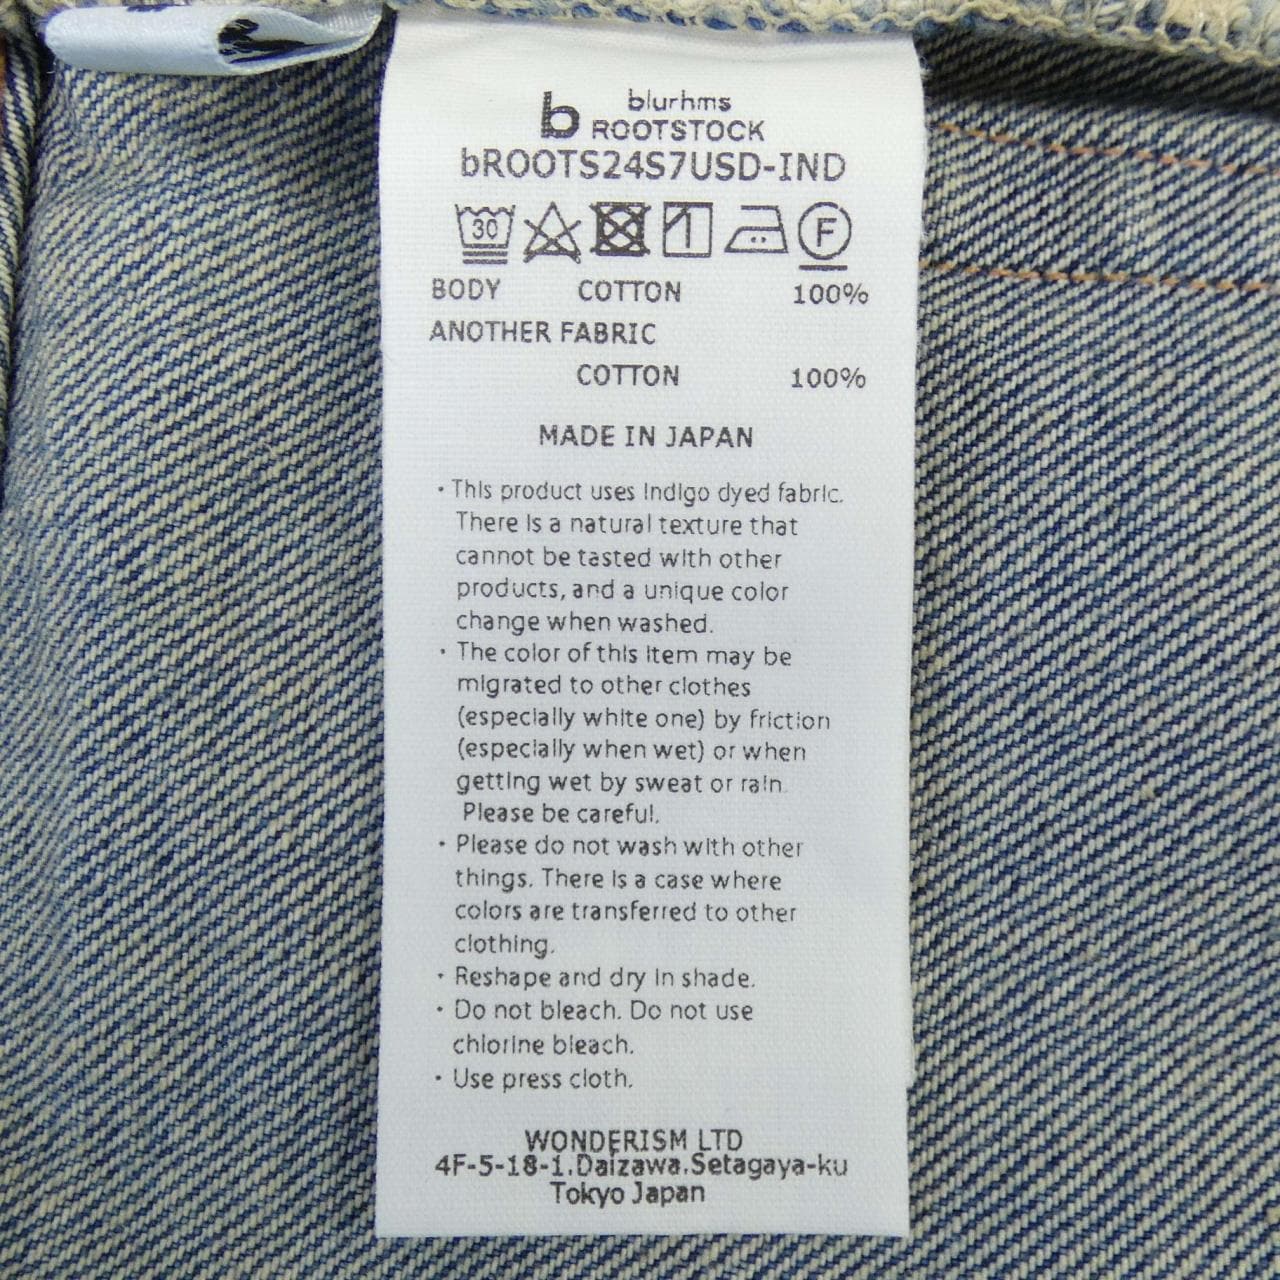 b blurhms
ROOTSTOCK
bROOTS24S7USD-IND
30
F
BODY COTTON 100%
ANOTHER FABRIC
COTTON 100%
MADE IN JAPAN
・This product uses Indigo dyed fabric.
There is a natural texture that
cannot be tasted with other
products, and a unique color
change when washed.
・The color of this item may be
migrated to other clothes
(especially white one) by friction
(especially when wet) or when
getting wet by sweat or rain.
Please be careful.
・Please do not wash with other
things. There is a case where
colors are transferred to other
clothing.
・Reshape and dry in shade.
・Do not bleach. Do not use
chlorine bleach.
・Use press cloth.
WONDERISM LTD
4F-5-18-1.Daizawa.Setagaya-ku
Tokyo Japan